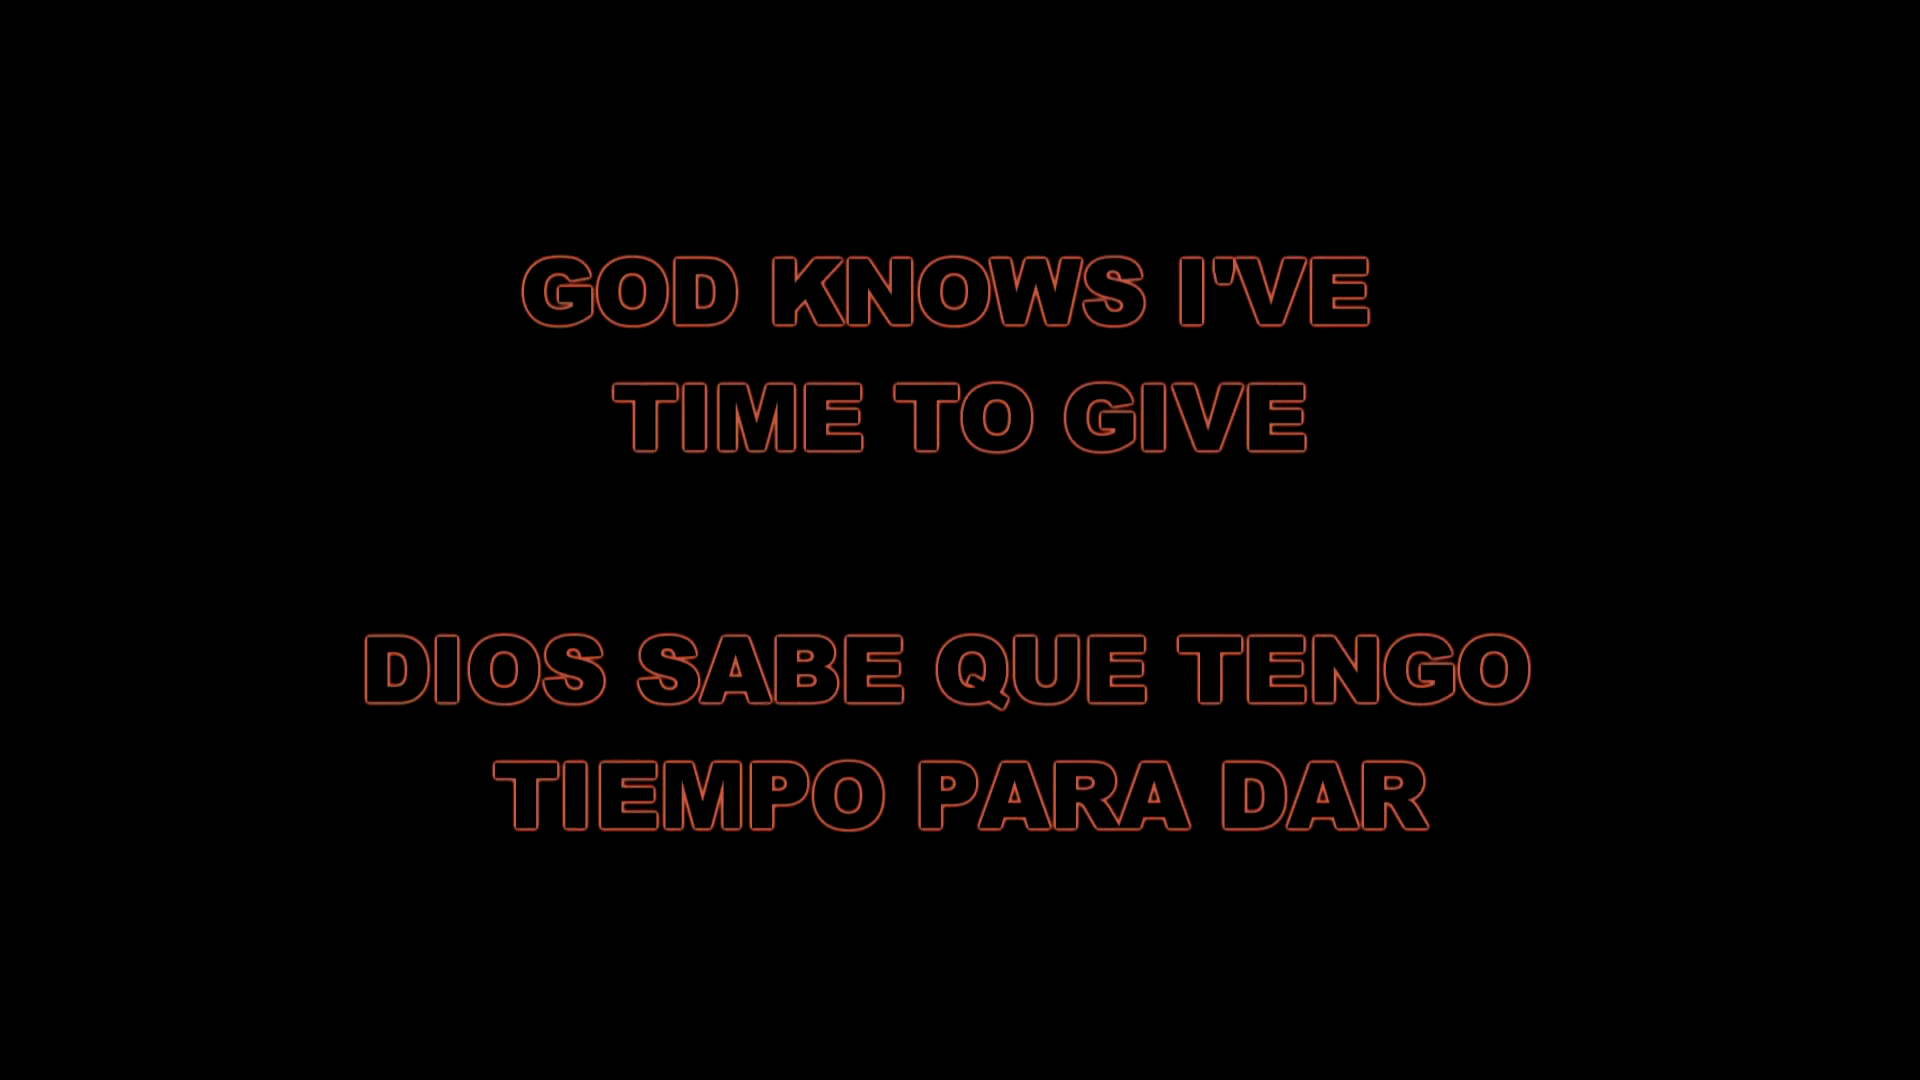 GOD KNOWS I'VE
TIME TO GIVE
DIOS SABE QUE TENGO
TIEMPO PARA DAR